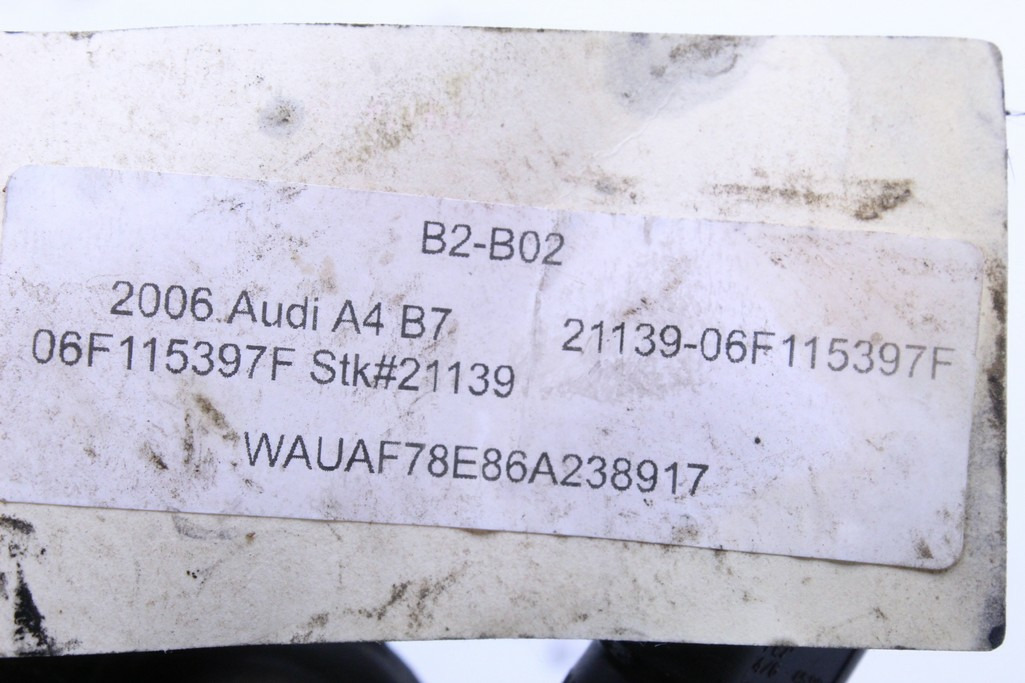 B2-B02
2006 Audi A4 B7
06F115397F Stk#21139
21139-06F115397F
WAUAF78E86A238917